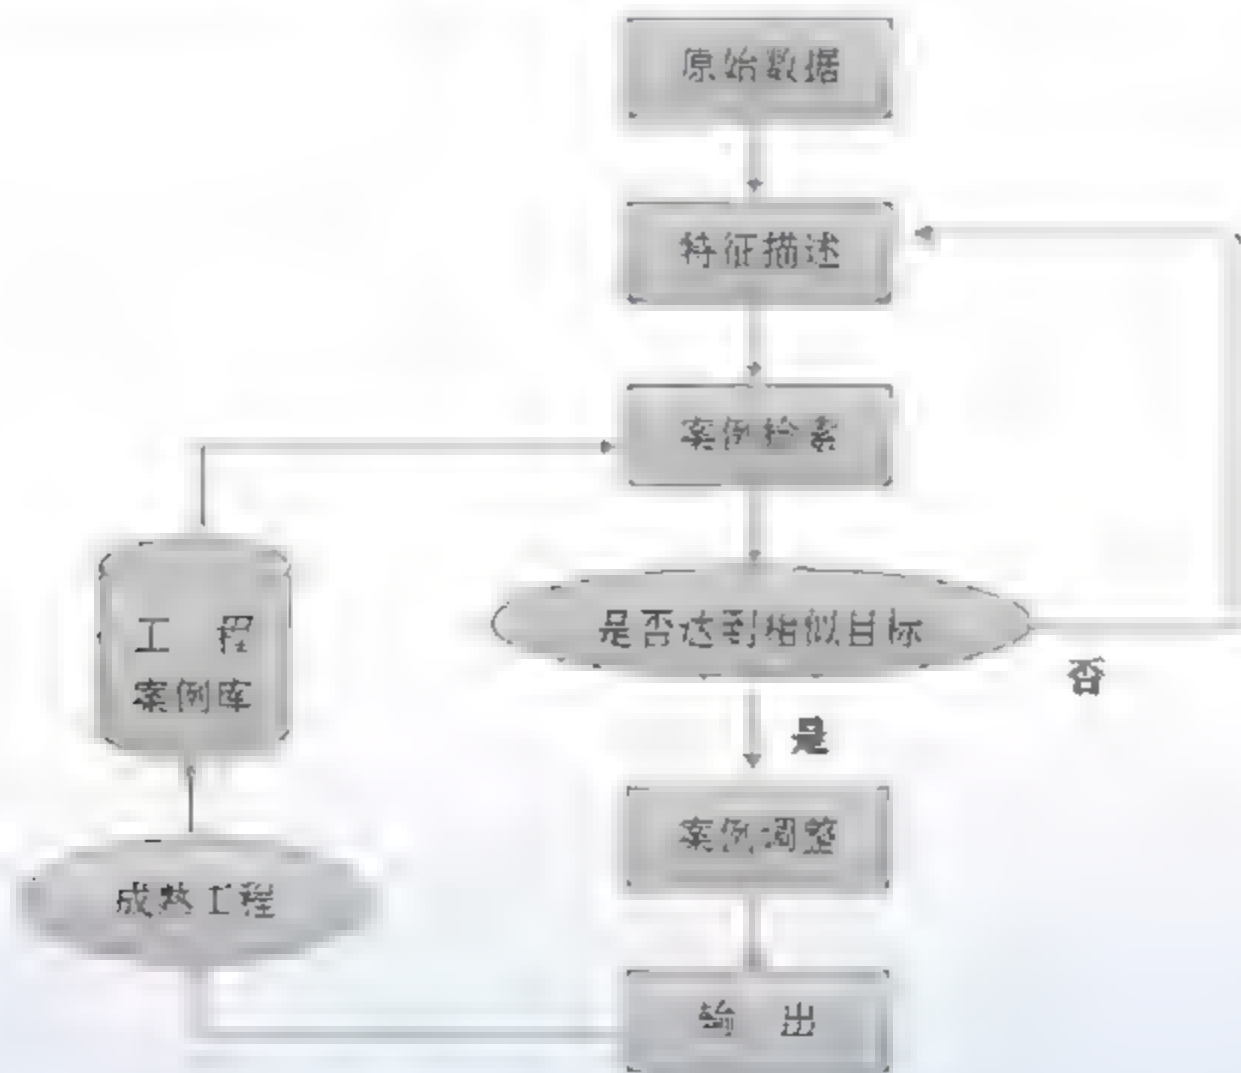 原始数据
特征描述
案例检索
工 程
案例库
是否达到相似目标
否
是
案例调整
成熟工程
输 出